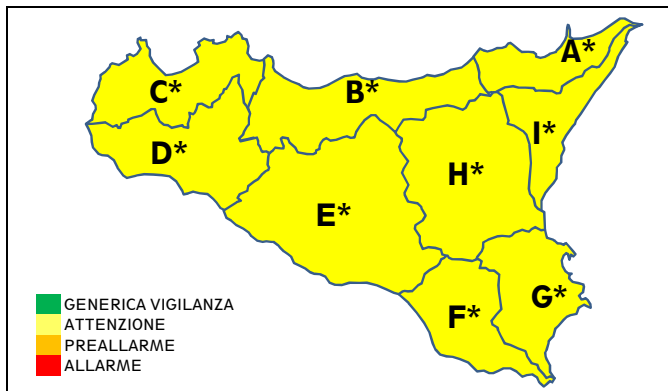 A*
C*
B*
I*
D*
H*
E*
G*
F*
GENERICA VIGILANZA
ATTENZIONE
PREALLARME
ALLARME